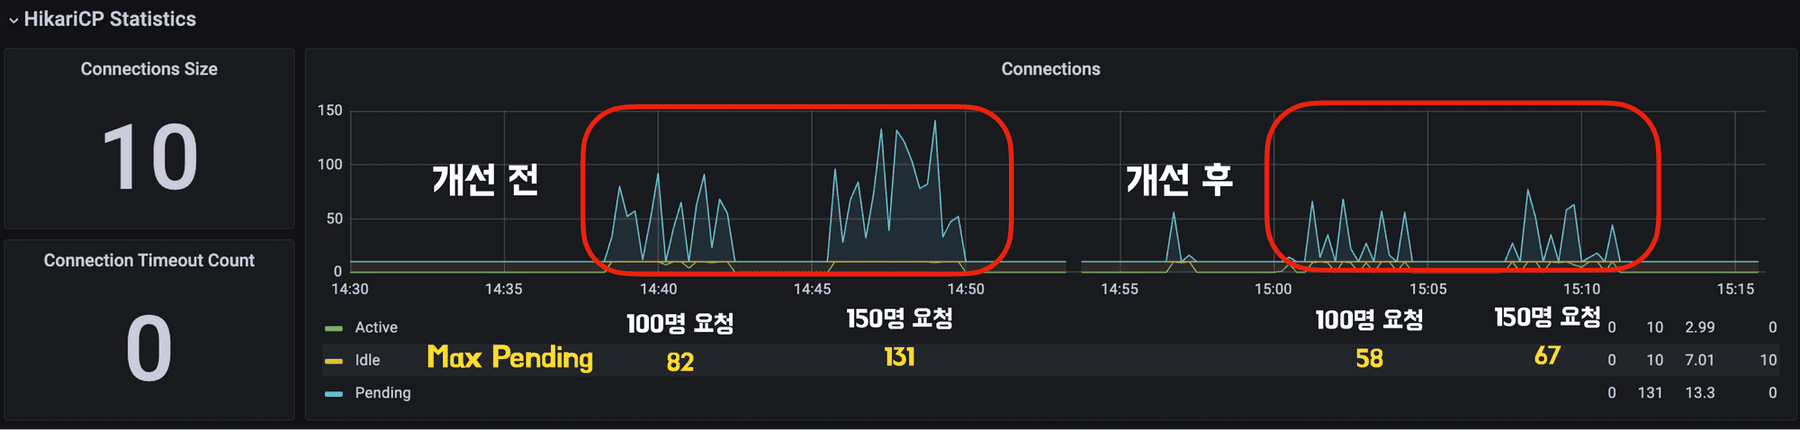 HikariCP Statistics
Connections Size
10
Connection Timeout Count
0
Connections
150
100
50
0
개선 전
개선 후
14:30 14:35 14:40 14:45 14:50 14:55 15:00 15:05 15:10 15:15
100명 요청 150명 요청 100명 요청 150명 요청
Active 0 10 2.99 0
Max Pending 82 131 58 67
Idle 0 10 7.01 10
Pending 0 131 13.3 0